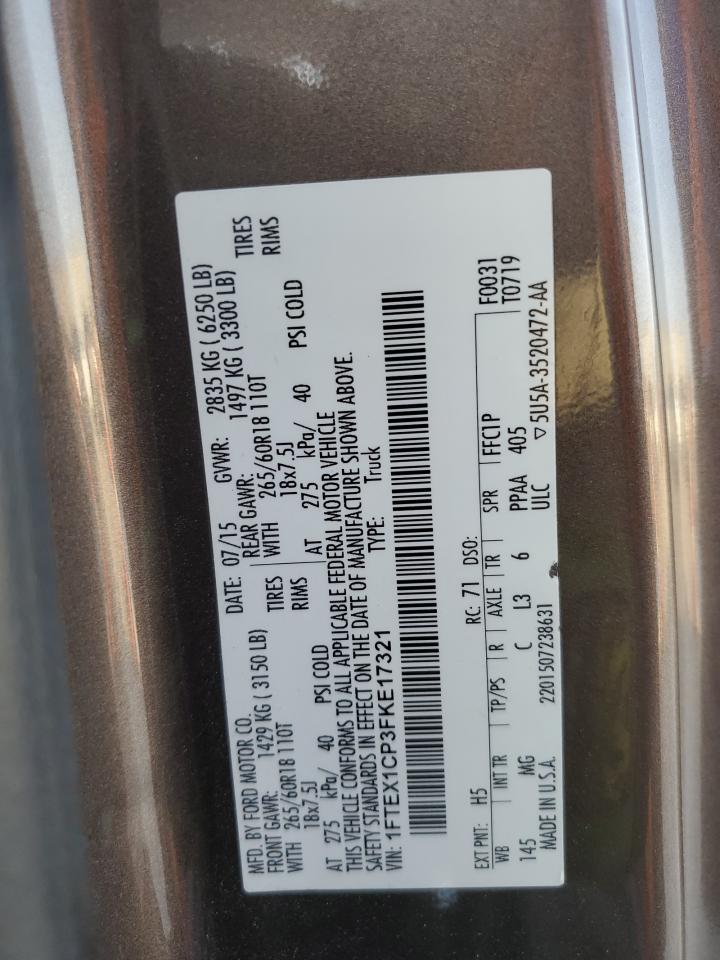 MFD. BY FORD MOTOR CO. DATE: 07/15 GVWR: 2835 KG ( 6250 LB)
FRONT GAWR: 1429 KG ( 3150 LB) REAR GAWR: 1497 KG ( 3300 LB)
WITH 265/60R18 110T TIRES WITH 265/60R18 110T TIRES
18x7.5J RIMS 18x7.5J RIMS
AT 275 kPa/ 40 PSI COLD AT 275 kPa/ 40 PSI COLD
THIS VEHICLE CONFORMS TO ALL APPLICABLE FEDERAL MOTOR VEHICLE
SAFETY STANDARDS IN EFFECT ON THE DATE OF MANUFACTURE SHOWN ABOVE.
VIN: 1FTEX1CP3FKE17321 TYPE: Truck
EXT PNT: H5 RC: 71 DSO: F0031
WB INT TR TP/PS R AXLE TR SPR FFC1P T0719
145 MG C L3 6 PPAA 405
MADE IN U.S.A. 2201507238631 ULC ▽ 5U5A-3520472-AA